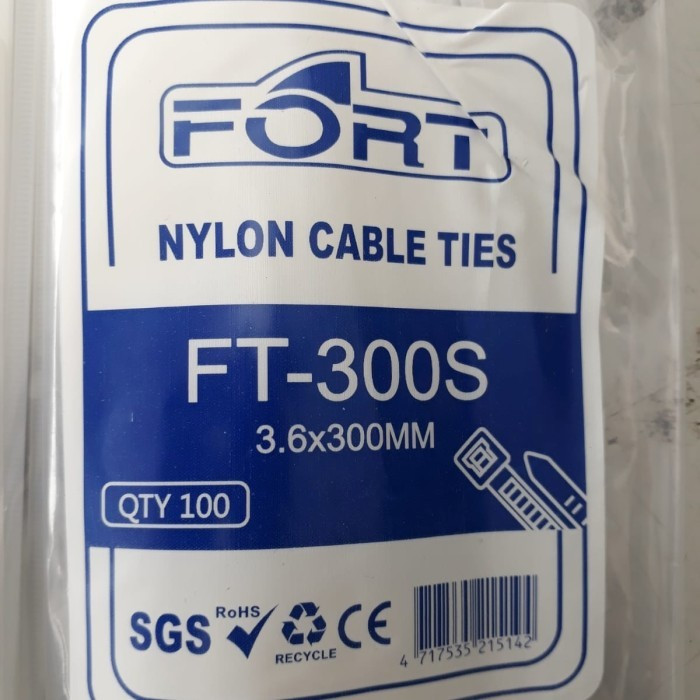 FORT
NYLON CABLE TIES
FT-300S
3.6x300MM
QTY 100
SGS RoHS RECYCLE CE
4 717535 215142